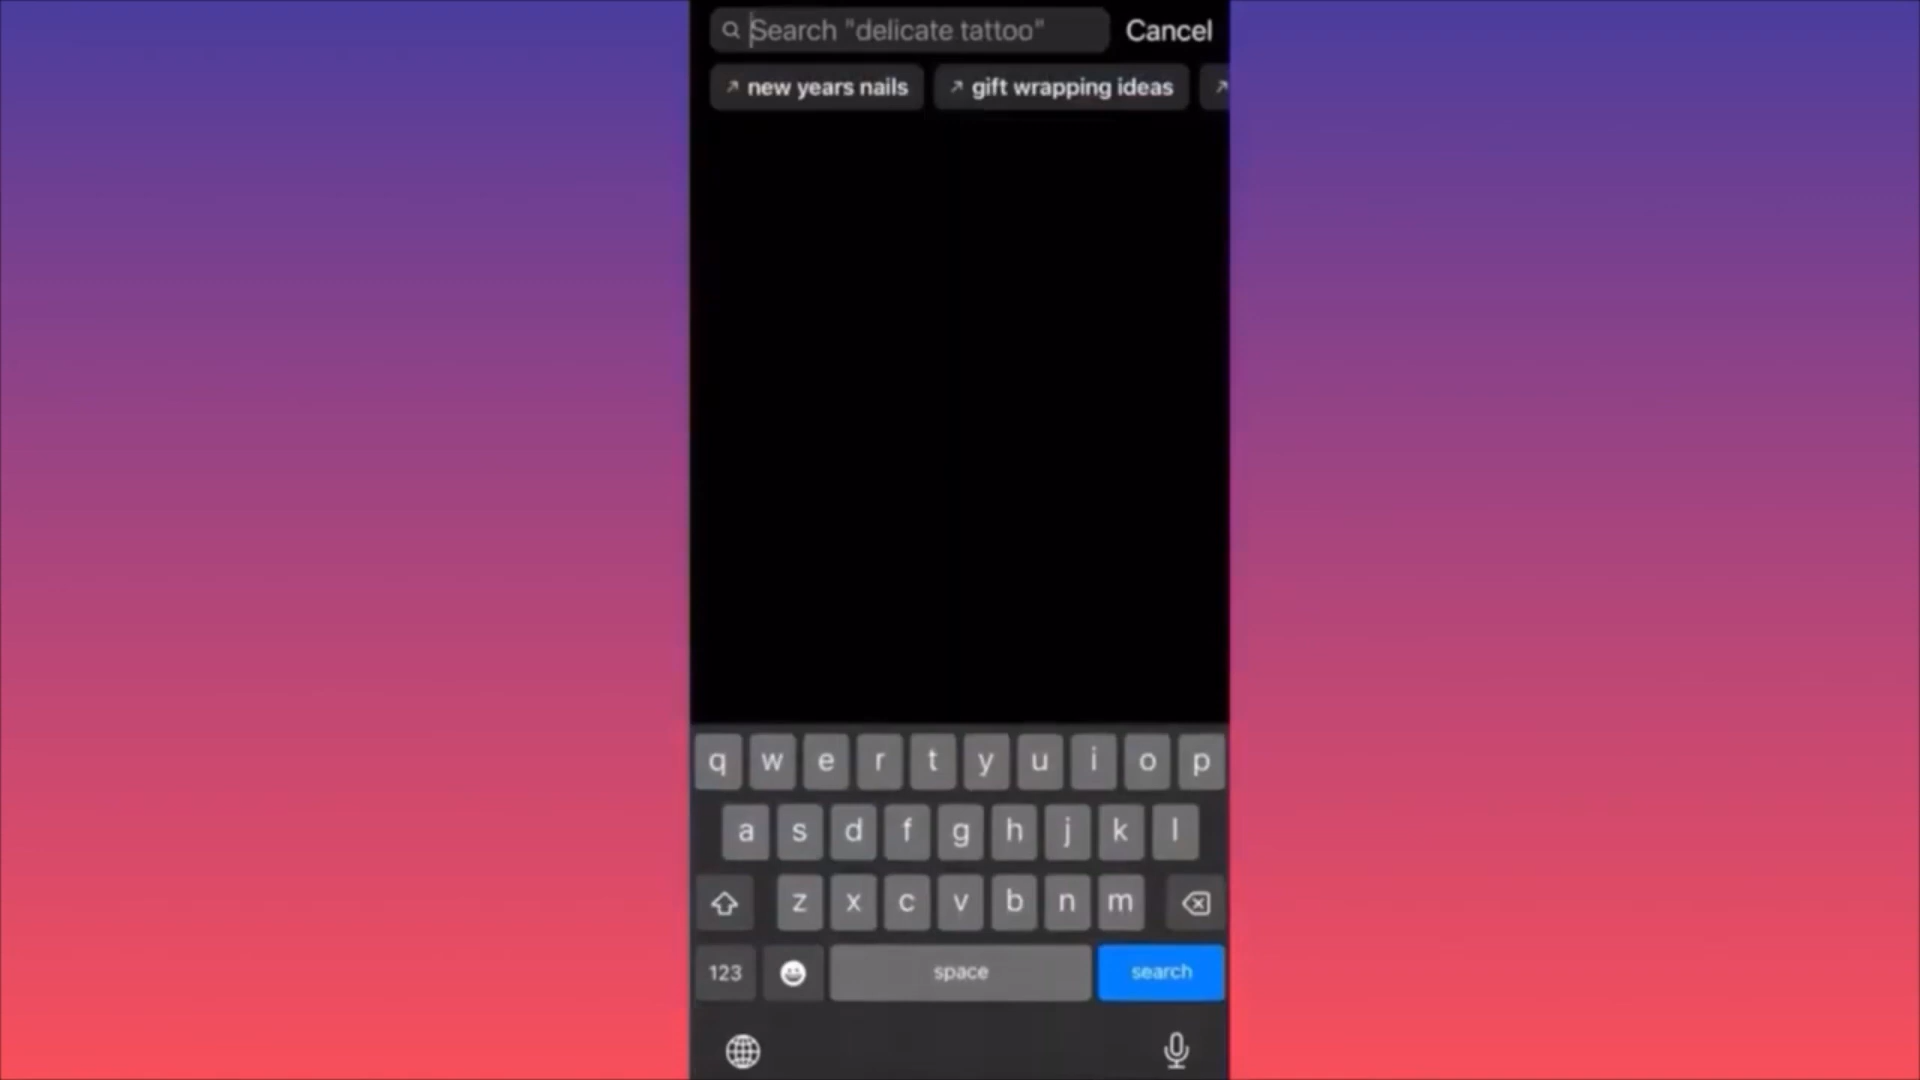 Search "delicate tattoo" Cancel
new years nails gift wrapping ideas
q w e r t y u i o p
a s d f g h j k l
z x c v b n m
123 space search